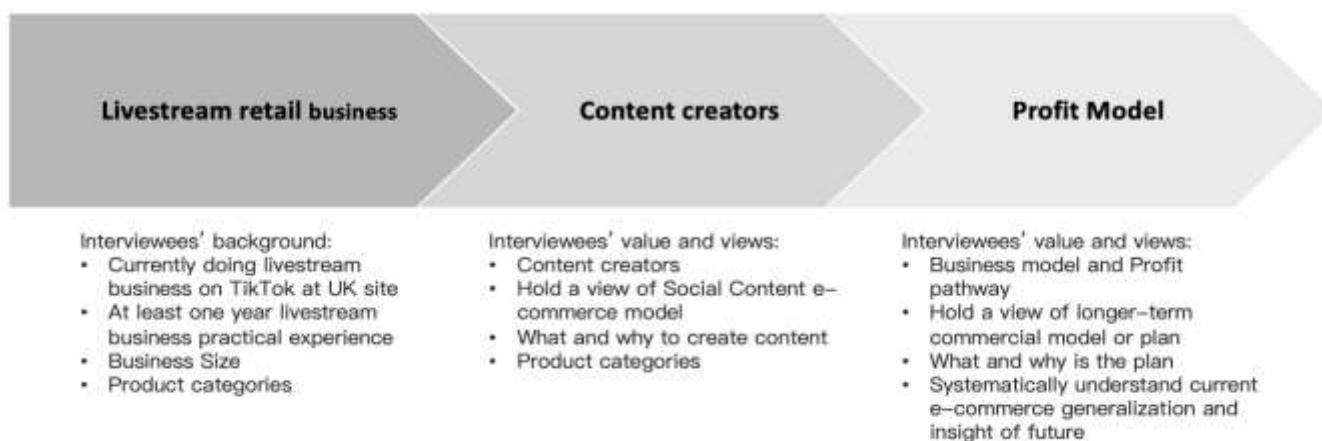 Livestream retail business
Content creators
Profit Model
Interviewees' background:
• Currently doing livestream
business on TikTok at UK site
• At least one year livestream
business practical experience
• Business Size
• Product categories
Interviewees' value and views:
• Content creators
• Hold a view of Social Content e-
commerce model
• What and why to create content
• Product categories
Interviewees' value and views:
• Business model and Profit
pathway
• Hold a view of longer-term
commercial model or plan
• What and why is the plan
• Systematically understand current
e-commerce generalization and
insight of future